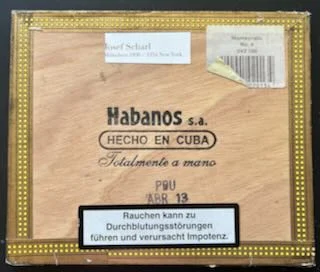 Josef Scharl
München 1896 - 1954 New York
Montecristo
No. 4
Habanos s.a.
HECHO EN CUBA
Totalmente a mano
PDU
ABR 13
Rauchen kann zu
Durchblutungsstörungen
führen und verursacht Impotenz.